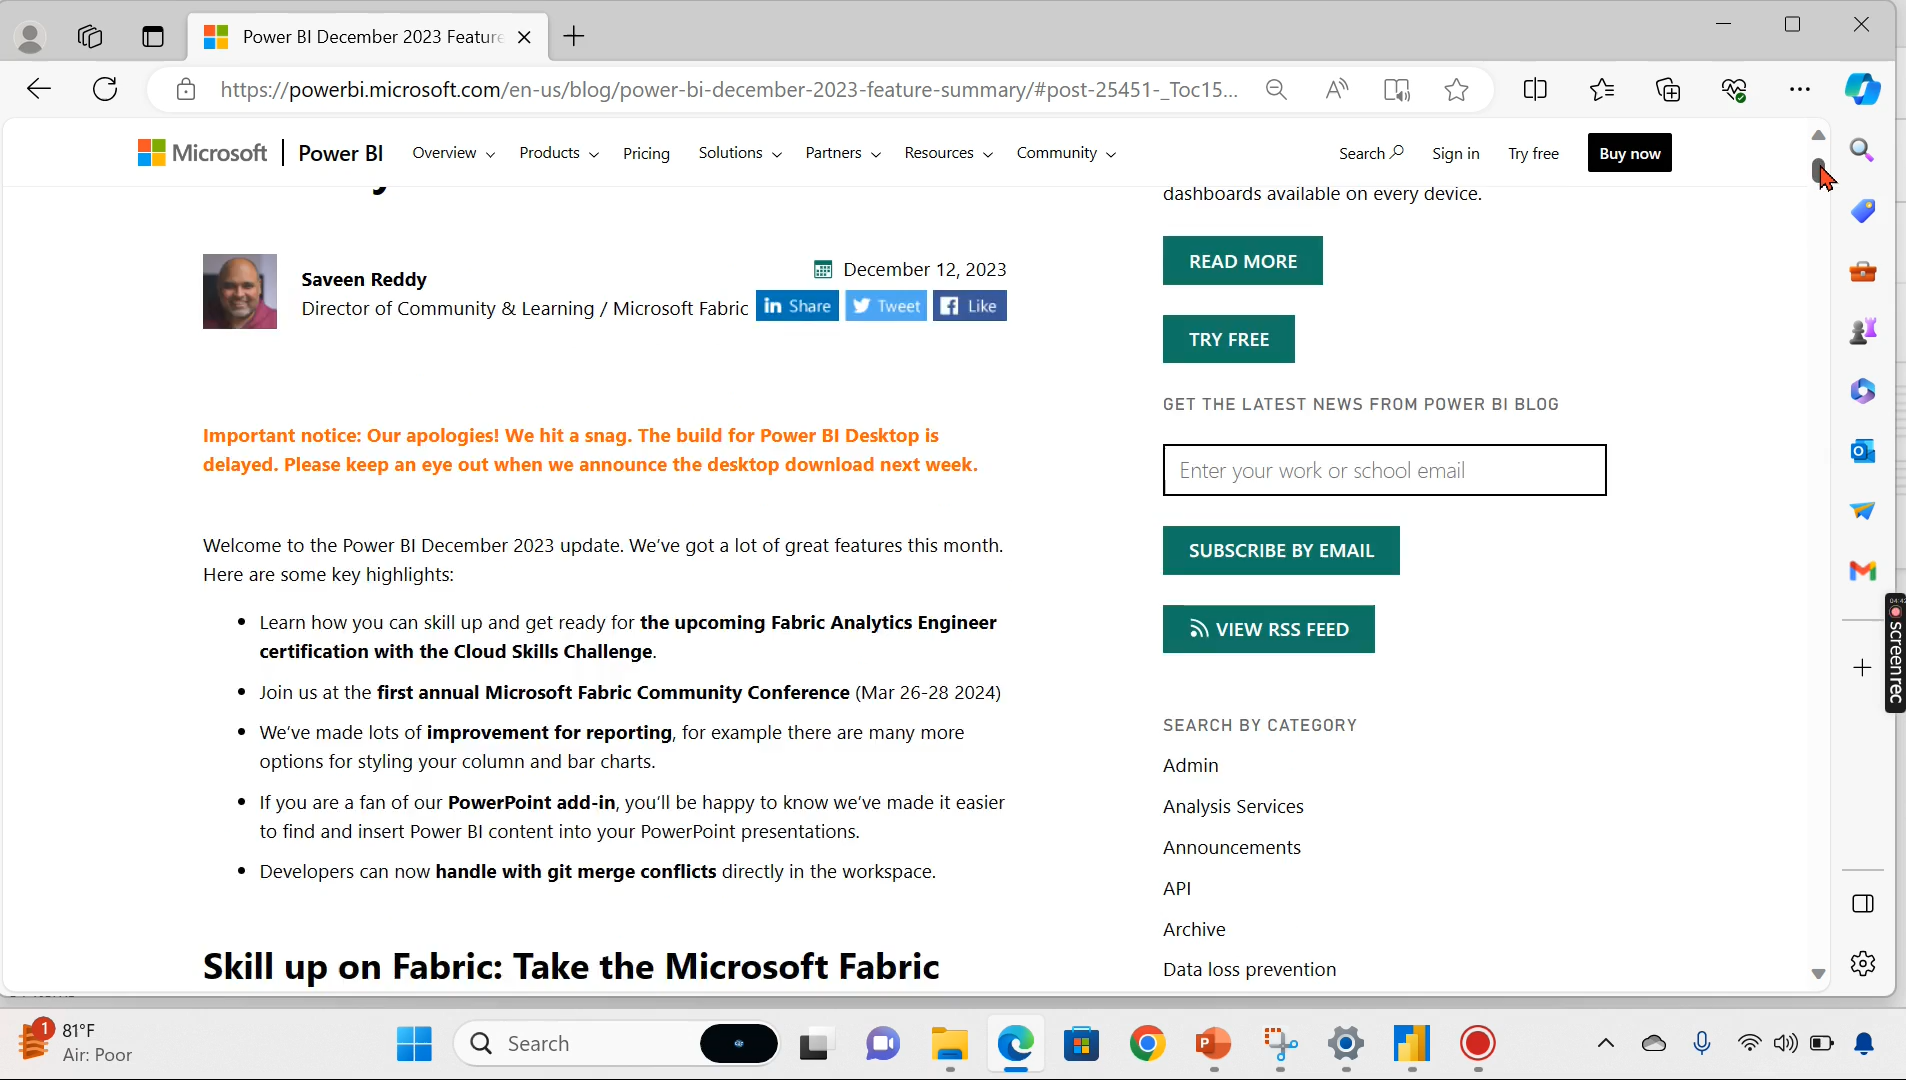 Power BI December 2023 Feature
https://powerbi.microsoft.com/en-us/blog/power-bi-december-2023-feature-summary/#post-25451-_Toc15...
Microsoft | Power BI Overview Products Pricing Solutions Partners Resources Community Search Sign in Try free Buy now
Saveen Reddy
Director of Community & Learning / Microsoft Fabric
December 12, 2023
in Share Tweet Like
Important notice: Our apologies! We hit a snag. The build for Power BI Desktop is
delayed. Please keep an eye out when we announce the desktop download next week.
Welcome to the Power BI December 2023 update. We've got a lot of great features this month.
Here are some key highlights:
• Learn how you can skill up and get ready for the upcoming Fabric Analytics Engineer
certification with the Cloud Skills Challenge.
• Join us at the first annual Microsoft Fabric Community Conference (Mar 26-28 2024)
• We've made lots of improvement for reporting, for example there are many more
options for styling your column and bar charts.
• If you are a fan of our PowerPoint add-in, you'll be happy to know we've made it easier
to find and insert Power BI content into your PowerPoint presentations.
• Developers can now handle with git merge conflicts directly in the workspace.
Skill up on Fabric: Take the Microsoft Fabric
dashboards available on every device.
READ MORE
TRY FREE
GET THE LATEST NEWS FROM POWER BI BLOG
Enter your work or school email
SUBSCRIBE BY EMAIL
VIEW RSS FEED
SEARCH BY CATEGORY
Admin
Analysis Services
Announcements
API
Archive
Data loss prevention
screenrec
1
81°F
Air: Poor
Search